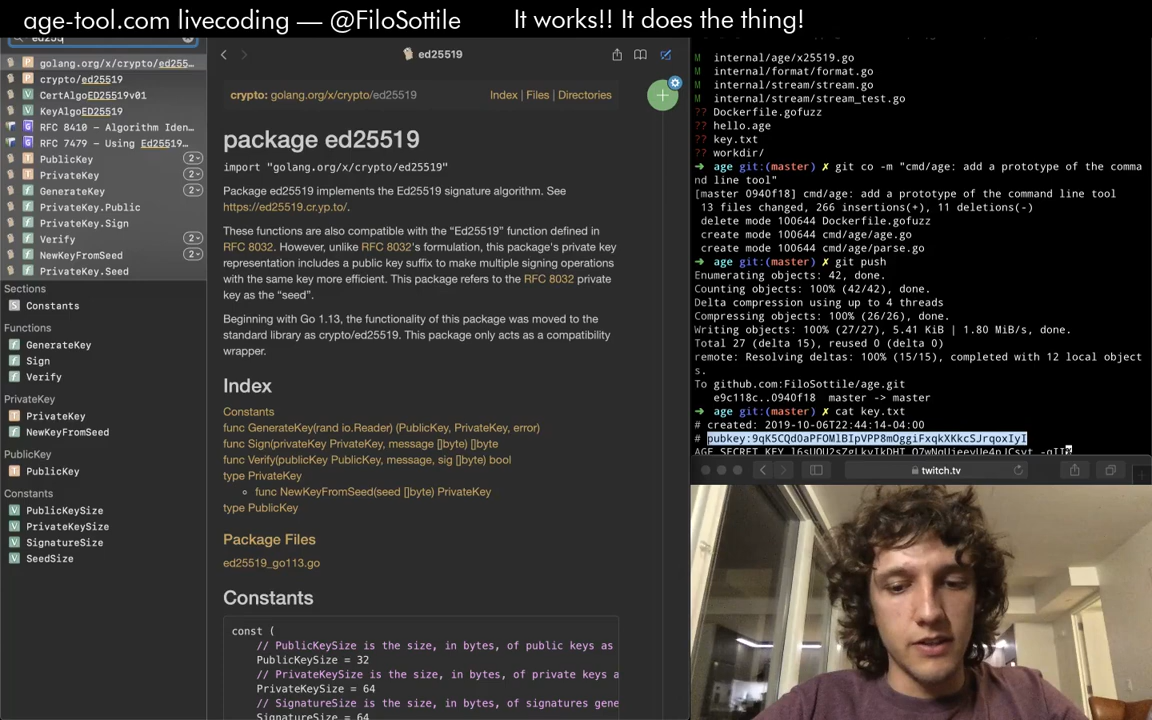 age-tool.com livecoding — @FiloSottile
It works!! It does the thing!
ed255
golang.org/x/crypto/ed255…
crypto/ed25519
CertAlgoED25519v01
KeyAlgoED25519
RFC 8410 – Algorithm Iden…
RFC 7479 – Using Ed25519…
PublicKey 2
PrivateKey 2
GenerateKey 2
PrivateKey.Public
PrivateKey.Sign
Verify 2
NewKeyFromSeed 2
PrivateKey.Seed
Sections
Constants
Functions
GenerateKey
Sign
Verify
PrivateKey
PrivateKey
NewKeyFromSeed
PublicKey
PublicKey
Constants
PublicKeySize
PrivateKeySize
SignatureSize
SeedSize
ed25519
crypto: golang.org/x/crypto/ed25519 Index | Files | Directories
package ed25519
import "golang.org/x/crypto/ed25519"
Package ed25519 implements the Ed25519 signature algorithm. See
https://ed25519.cr.yp.to/.
These functions are also compatible with the “Ed25519” function defined in
RFC 8032. However, unlike RFC 8032's formulation, this package's private key
representation includes a public key suffix to make multiple signing operations
with the same key more efficient. This package refers to the RFC 8032 private
key as the “seed”.
Beginning with Go 1.13, the functionality of this package was moved to the
standard library as crypto/ed25519. This package only acts as a compatibility
wrapper.
Index
Constants
func GenerateKey(rand io.Reader) (PublicKey, PrivateKey, error)
func Sign(privateKey PrivateKey, message []byte) []byte
func Verify(publicKey PublicKey, message, sig []byte) bool
type PrivateKey
func NewKeyFromSeed(seed []byte) PrivateKey
type PublicKey
Package Files
ed25519_go113.go
Constants
const (
// PublicKeySize is the size, in bytes, of public keys as
PublicKeySize = 32
// PrivateKeySize is the size, in bytes, of private keys a
PrivateKeySize = 64
// SignatureSize is the size, in bytes, of signatures gene
SignatureSize = 64
M internal/age/x25519.go
M internal/format/format.go
M internal/stream/stream.go
M internal/stream/stream_test.go
?? Dockerfile.gofuzz
?? hello.age
?? key.txt
?? workdir/
➜ age git:(master) ✗ git co -m "cmd/age: add a prototype of the comma
nd line tool"
[master 0940f18] cmd/age: add a prototype of the command line tool
13 files changed, 266 insertions(+), 11 deletions(-)
delete mode 100644 Dockerfile.gofuzz
create mode 100644 cmd/age/age.go
create mode 100644 cmd/age/parse.go
➜ age git:(master) ✗ git push
Enumerating objects: 42, done.
Counting objects: 100% (42/42), done.
Delta compression using up to 4 threads
Compressing objects: 100% (26/26), done.
Writing objects: 100% (27/27), 5.41 KiB | 1.80 MiB/s, done.
Total 27 (delta 15), reused 0 (delta 0)
remote: Resolving deltas: 100% (15/15), completed with 12 local object
s.
To github.com:FiloSottile/age.git
e9c118c..0940f18 master -> master
➜ age git:(master) ✗ cat key.txt
# created: 2019-10-06T22:44:14-04:00
# pubkey:9qK5CQdOaPFOMlBIpVPP8mOggiFxqkXKkcSJrqoxIyI
twitch.tv